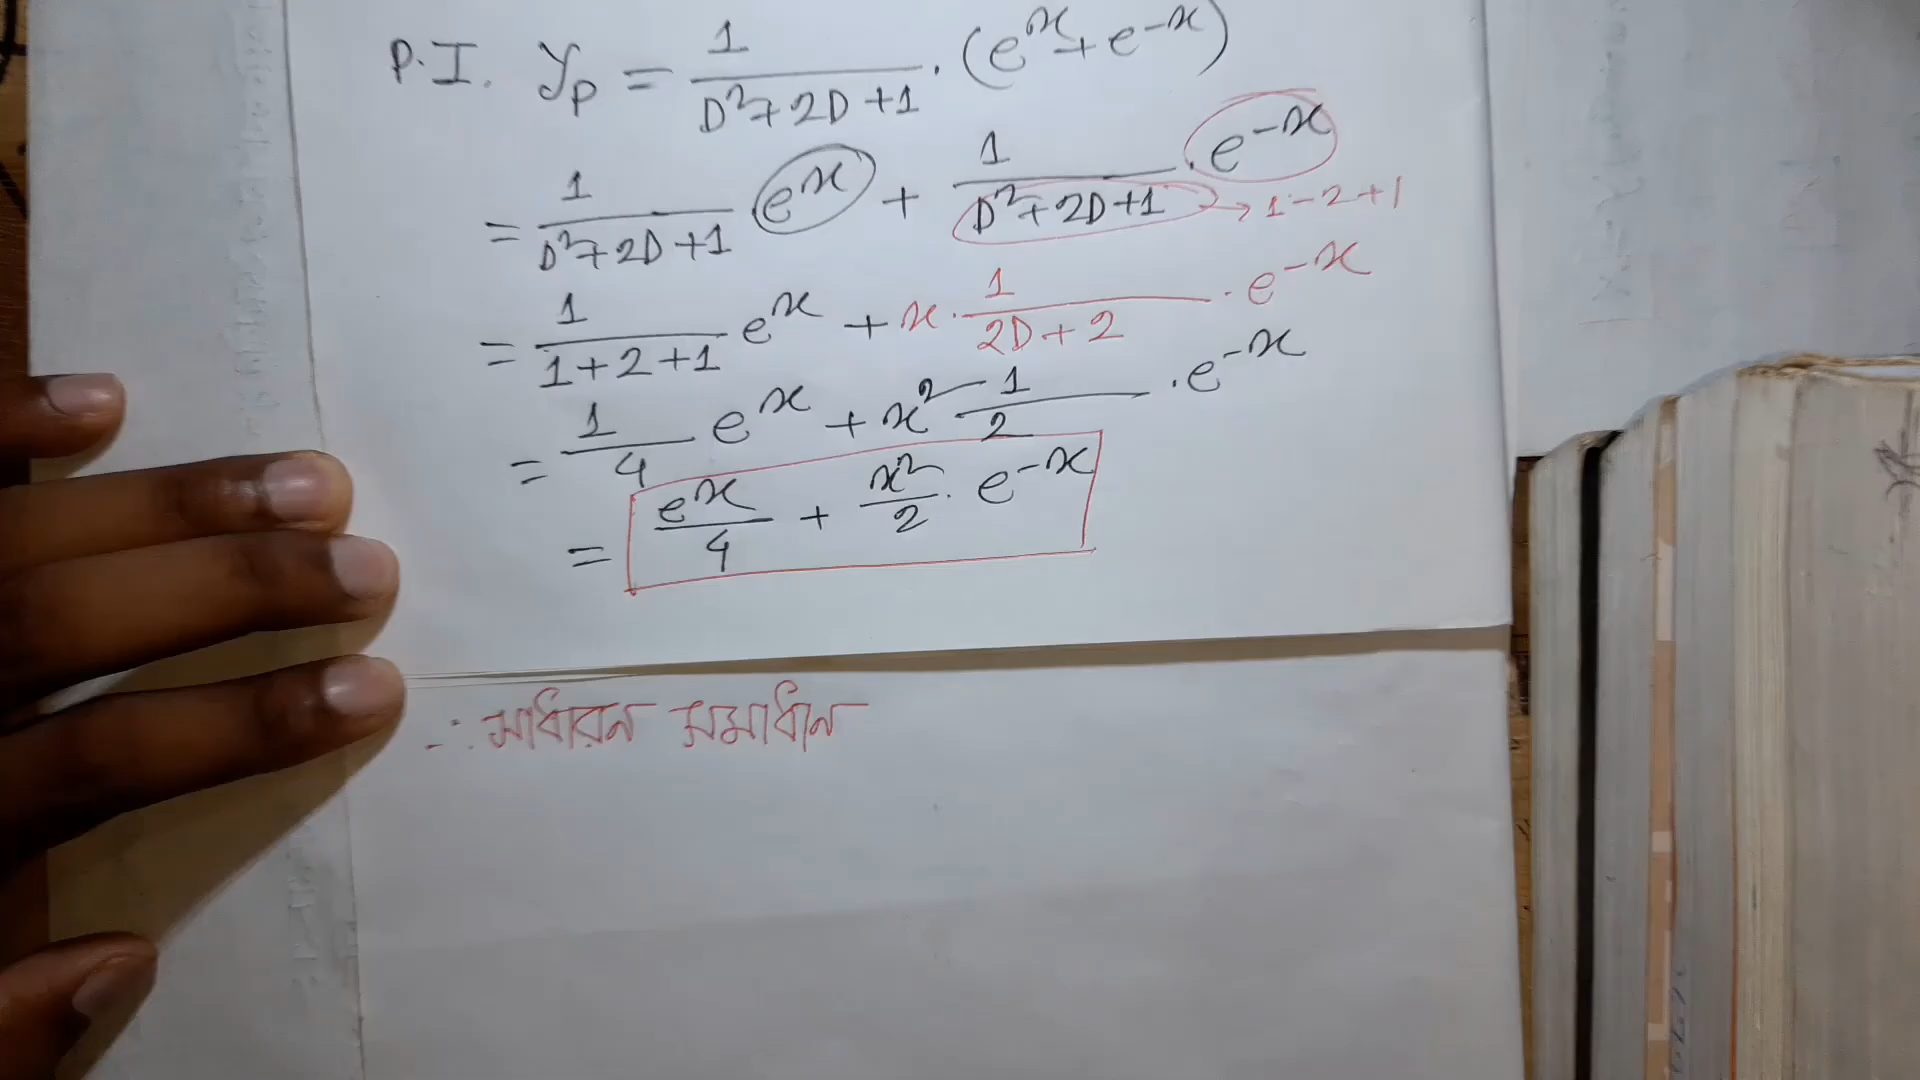 P.I. yₚ = 1/(D²+2D+1) · (eˣ + e⁻ˣ)
= 1/(D²+2D+1) eˣ + 1/(D²+2D+1) · e⁻ˣ → 1-2+1
= 1/(1+2+1) eˣ + x · 1/(2D+2) · e⁻ˣ
= 1/4 eˣ + x² 1/2 · e⁻ˣ
= eˣ/4 + x²/2 · e⁻ˣ
∴ সাধারন সমাধান